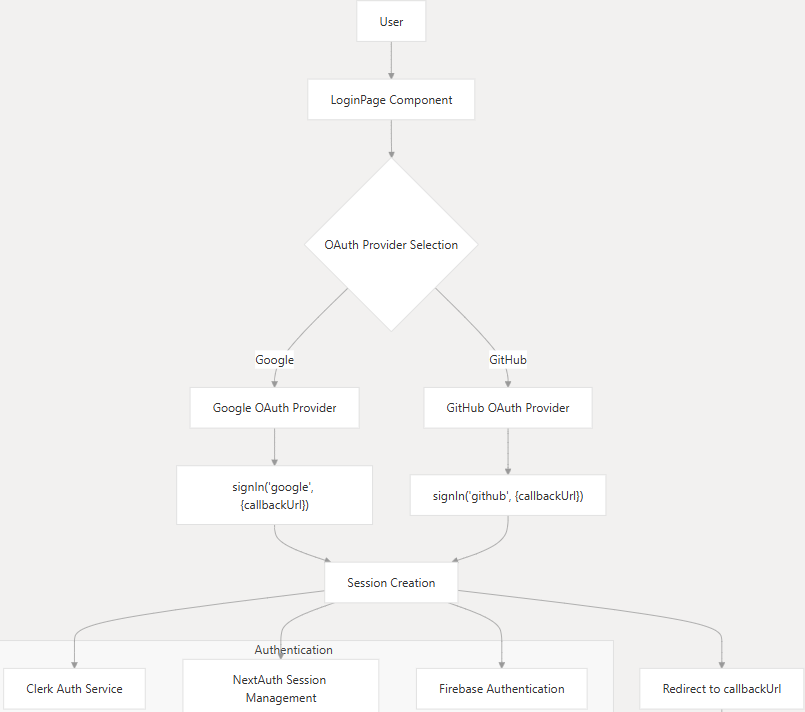 User
LoginPage Component
OAuth Provider Selection
Google
GitHub
Google OAuth Provider
GitHub OAuth Provider
signIn('google',
{callbackUrl})
signIn('github', {callbackUrl})
Session Creation
Authentication
Clerk Auth Service
NextAuth Session
Management
Firebase Authentication
Redirect to callbackUrl